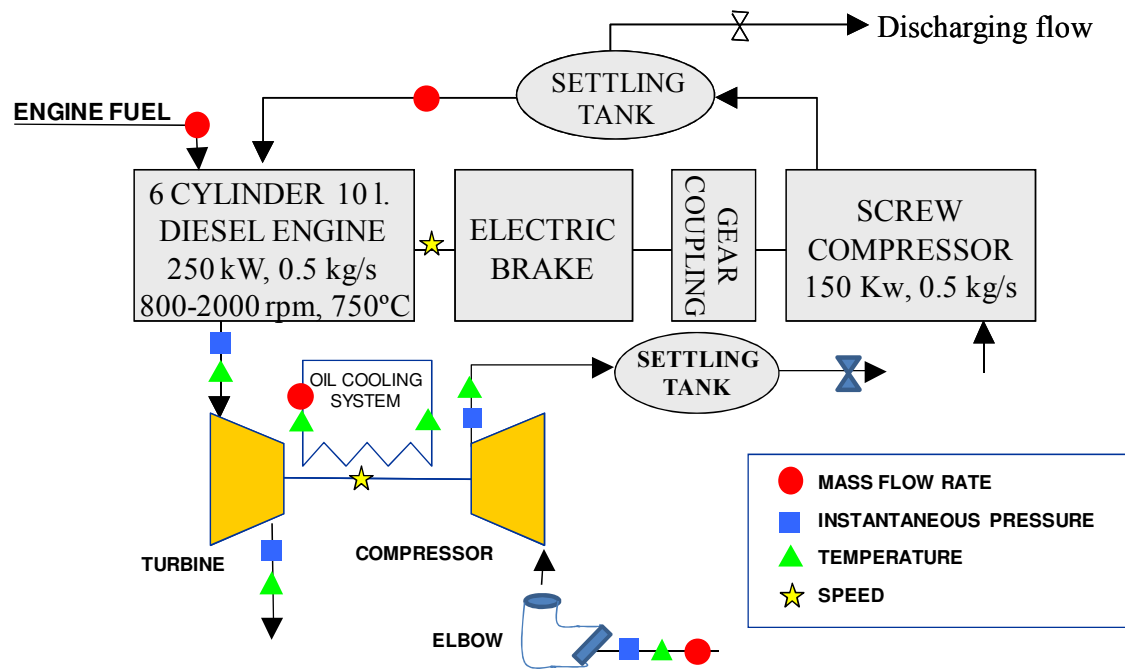 Discharging flow
SETTLING
TANK
ENGINE FUEL
6 CYLINDER 10 l.
DIESEL ENGINE
250 kW, 0.5 kg/s
800-2000 rpm, 750ºC
ELECTRIC
BRAKE
GEAR
COUPLING
SCREW
COMPRESSOR
150 Kw, 0.5 kg/s
OIL COOLING
SYSTEM
SETTLING
TANK
TURBINE
COMPRESSOR
ELBOW
MASS FLOW RATE
INSTANTANEOUS PRESSURE
TEMPERATURE
SPEED